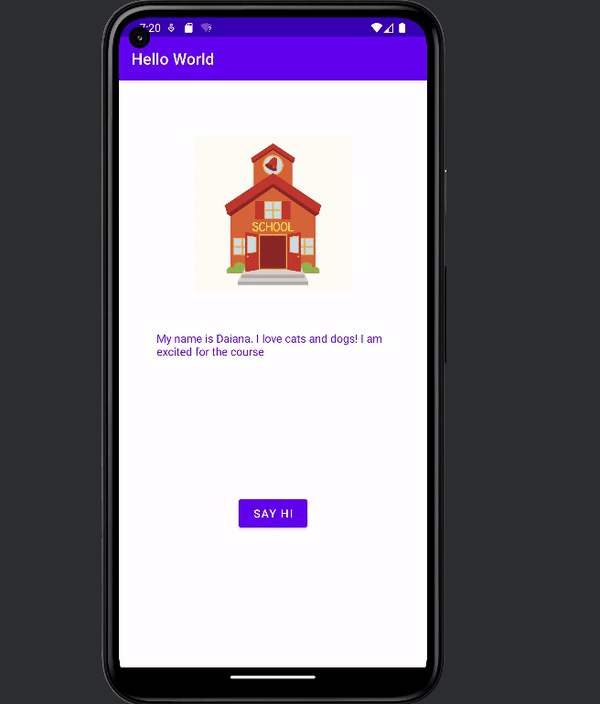 7:20
Hello World
SCHOOL
My name is Daiana. I love cats and dogs! I am
excited for the course
SAY HI